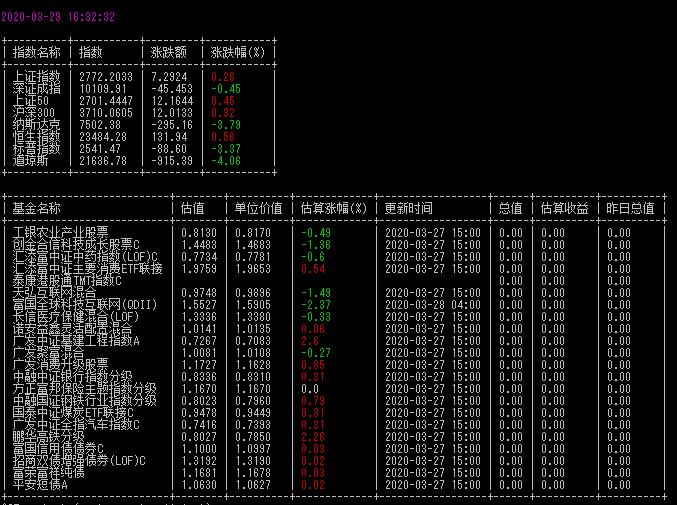 2020-03-29 16:32:32
指数名称 | 指数 | 涨跌额 | 涨跌幅(%)
上证指数 | 2772.2033 | 7.2924 | 0.26
深证成指 | 10109.91 | -45.453 | -0.45
上证50 | 2701.4447 | 12.1644 | 0.45
沪深300 | 3710.0605 | 12.0133 | 0.32
纳斯达克 | 7502.38 | -295.16 | -3.79
恒生指数 | 23484.28 | 131.94 | 0.56
标普指数 | 2541.47 | -88.60 | -3.37
道琼斯 | 21636.78 | -915.39 | -4.06
基金名称 | 估值 | 单位价值 | 估算涨幅(%) | 更新时间 | 总值 | 估算收益 | 昨日总值
工银农业产业股票 | 0.8130 | 0.8170 | -0.49 | 2020-03-27 15:00 | 0.00 | 0.00 | 0.00
创金合信科技成长股票C | 1.4483 | 1.4683 | -1.36 | 2020-03-27 15:00 | 0.00 | 0.00 | 0.00
汇添富中证中药指数(LOF)C | 0.7734 | 0.7781 | -0.6 | 2020-03-27 15:00 | 0.00 | 0.00 | 0.00
汇添富中证主要消费ETF联接 | 1.9759 | 1.9653 | 0.54 | 2020-03-27 15:00 | 0.00 | 0.00 | 0.00
泰康港股通TMT指数C | 0.00 | 0.00 | 0.00
天弘互联网混合 | 0.9748 | 0.9896 | -1.49 | 2020-03-27 15:00 | 0.00 | 0.00 | 0.00
富国全球科技互联网(QDII) | 1.5527 | 1.5905 | -2.37 | 2020-03-28 04:00 | 0.00 | 0.00 | 0.00
长信医疗保健混合(LOF) | 1.3336 | 1.3380 | -0.33 | 2020-03-27 15:00 | 0.00 | 0.00 | 0.00
诺安益鑫灵活配置混合 | 1.0141 | 1.0135 | 0.06 | 2020-03-27 15:00 | 0.00 | 0.00 | 0.00
广发中证基建工程指数A | 0.7267 | 0.7083 | 2.6 | 2020-03-27 15:00 | 0.00 | 0.00 | 0.00
混合 | 1.0081 | 1.0108 | -0.27 | 2020-03-27 15:00 | 0.00 | 0.00 | 0.00
广发消费升级股票 | 1.1727 | 1.1628 | 0.85 | 2020-03-27 15:00 | 0.00 | 0.00 | 0.00
中融中证银行指数分级 | 0.8336 | 0.8310 | 0.31 | 2020-03-27 15:00 | 0.00 | 0.00 | 0.00
方正富邦保险主题指数分级 | 1.1670 | 1.1670 | 0.0 | 2020-03-27 15:00 | 0.00 | 0.00 | 0.00
中融国证钢铁行业指数分级 | 0.8023 | 0.7960 | 0.79 | 2020-03-27 15:00 | 0.00 | 0.00 | 0.00
国泰中证煤炭ETF联接C | 0.9478 | 0.9449 | 0.31 | 2020-03-27 15:00 | 0.00 | 0.00 | 0.00
广发中证全指汽车指数C | 0.7416 | 0.7393 | 0.31 | 2020-03-27 15:00 | 0.00 | 0.00 | 0.00
鹏华高铁分级 | 0.8027 | 0.7850 | 2.26 | 2020-03-27 15:00 | 0.00 | 0.00 | 0.00
富国信用债债券C | 1.1000 | 1.0997 | 0.03 | 2020-03-27 15:00 | 0.00 | 0.00 | 0.00
招商双债增强债券(LOF)C | 1.3192 | 1.3190 | 0.02 | 2020-03-27 15:00 | 0.00 | 0.00 | 0.00
富荣富祥纯债 | 1.1681 | 1.1678 | 0.03 | 2020-03-27 15:00 | 0.00 | 0.00 | 0.00
平安短债A | 1.0630 | 1.0627 | 0.02 | 2020-03-27 15:00 | 0.00 | 0.00 | 0.00